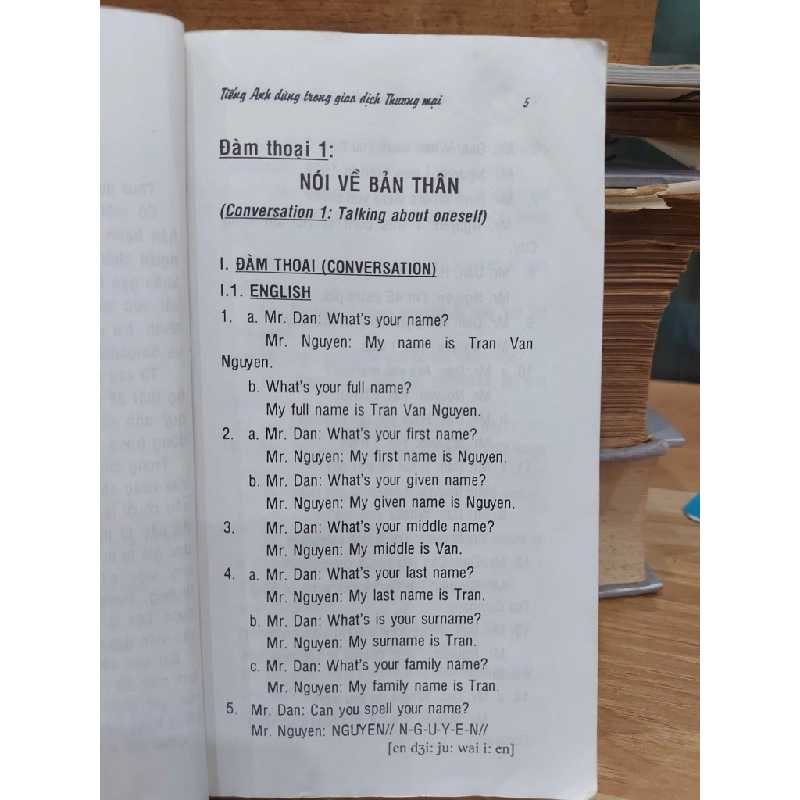 Tiếng Anh dùng trong giao dịch Thương mại 5
Đàm thoại 1:
NÓI VỀ BẢN THÂN
(Conversation 1: Talking about oneself)
I. ĐÀM THOẠI (CONVERSATION)
I.1. ENGLISH
1. a. Mr. Dan: What's your name?
Mr. Nguyen: My name is Tran Van
Nguyen.
b. What's your full name?
My full name is Tran Van Nguyen.
2. a. Mr. Dan: What's your first name?
Mr. Nguyen: My first name is Nguyen.
b. Mr. Dan: What's your given name?
Mr. Nguyen: My given name is Nguyen.
3. Mr. Dan: What's your middle name?
Mr. Nguyen: My middle is Van.
4. a. Mr. Dan: What's your last name?
Mr. Nguyen: My last name is Tran.
b. Mr. Dan: What's is your surname?
Mr. Nguyen: My surname is Tran.
c. Mr. Dan: What's your family name?
Mr. Nguyen: My family name is Tran.
5. Mr. Dan: Can you spell your name?
Mr. Nguyen: NGUYEN// N-G-U-Y-E-N//
[en dʒi: ju: wai i: en]